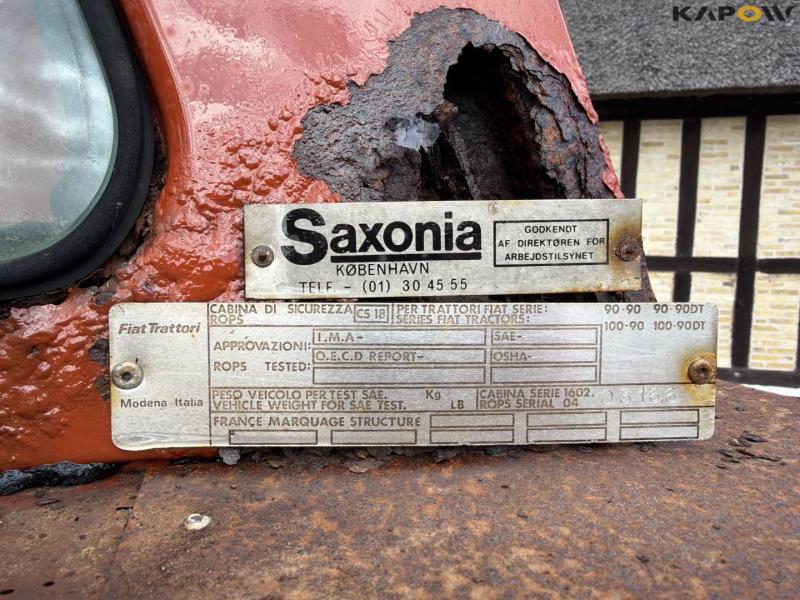 KAPOW
Saxonia
KØBENHAVN
TELF. - (01) 30 45 55
GODKENDT
AF DIREKTØREN FOR
ARBEJDSTILSYNET
Fiat Trattori
Modena Italia
CABINA DI SICUREZZA
ROPS
CS 18
PER TRATTORI FIAT SERIE:
SERIES FIAT TRACTORS:
90-90 90-90DT
100-90 100-90DT
APPROVAZIONI:
ROPS TESTED:
I.M.A-
SAE-
O.E.C.D REPORT-
OSHA-
PESO VEICOLO PER TEST SAE. Kg
VEHICLE WEIGHT FOR SAE TEST. LB
CABINA SERIE 1602.
ROPS SERIAL 04
FRANCE MARQUAGE STRUCTURE